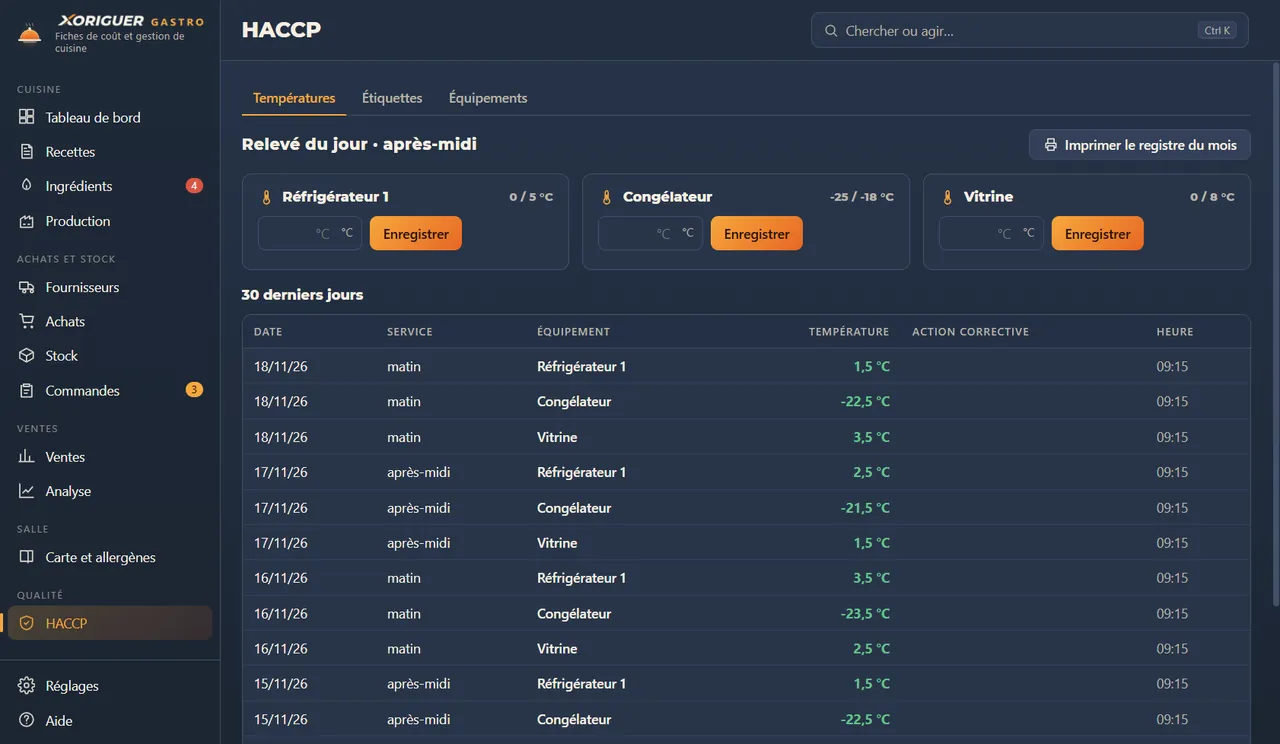 XORIGUER GASTRO
Fiches de coût et gestion de
cuisine
HACCP
Chercher ou agir...
Ctrl K
CUISINE
Tableau de bord
Recettes
Ingrédients 4
Production
ACHATS ET STOCK
Fournisseurs
Achats
Stock
Commandes 3
VENTES
Ventes
Analyse
SALLE
Carte et allergènes
QUALITÉ
HACCP
Réglages
Aide
Températures Étiquettes Équipements
Relevé du jour · après-midi
Imprimer le registre du mois
Réfrigérateur 1 0 / 5 °C
°C °C Enregistrer
Congélateur -25 / -18 °C
°C °C Enregistrer
Vitrine 0 / 8 °C
°C °C Enregistrer
30 derniers jours
DATE SERVICE ÉQUIPEMENT TEMPÉRATURE ACTION CORRECTIVE HEURE
18/11/26 matin Réfrigérateur 1 1,5 °C 09:15
18/11/26 matin Congélateur -22,5 °C 09:15
18/11/26 matin Vitrine 3,5 °C 09:15
17/11/26 après-midi Réfrigérateur 1 2,5 °C 09:15
17/11/26 après-midi Congélateur -21,5 °C 09:15
17/11/26 après-midi Vitrine 1,5 °C 09:15
16/11/26 matin Réfrigérateur 1 3,5 °C 09:15
16/11/26 matin Congélateur -23,5 °C 09:15
16/11/26 matin Vitrine 2,5 °C 09:15
15/11/26 après-midi Réfrigérateur 1 1,5 °C 09:15
15/11/26 après-midi Congélateur -22,5 °C 09:15